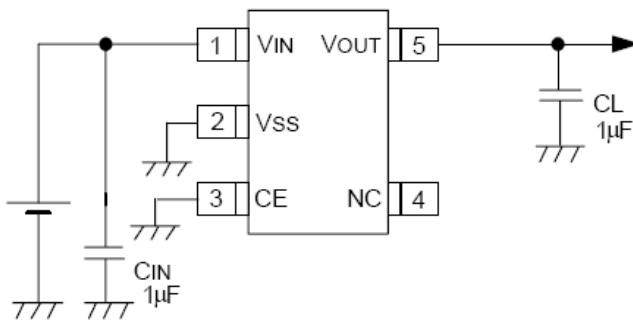 1 VIN VOUT 5
2 VSS
3 CE NC 4
CL
1µF
CIN
1µF